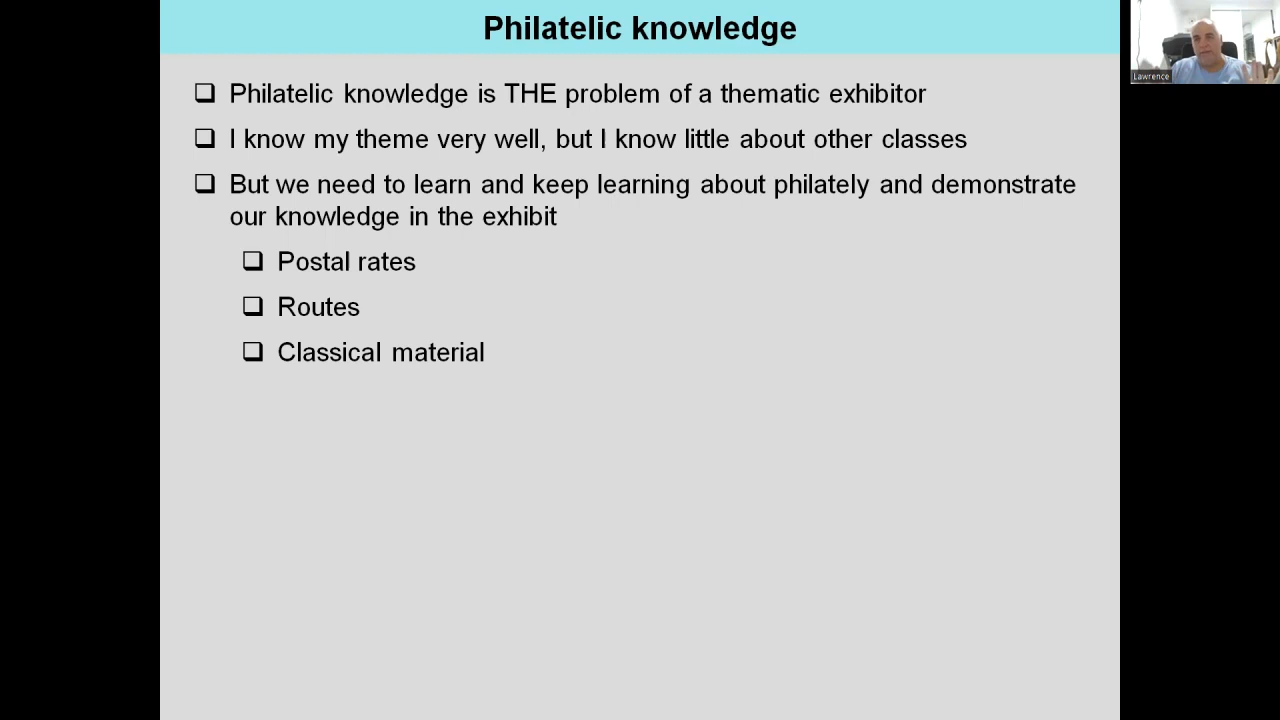 Philatelic knowledge
Lawrence
Philatelic knowledge is THE problem of a thematic exhibitor
I know my theme very well, but I know little about other classes
But we need to learn and keep learning about philately and demonstrate
our knowledge in the exhibit
Postal rates
Routes
Classical material